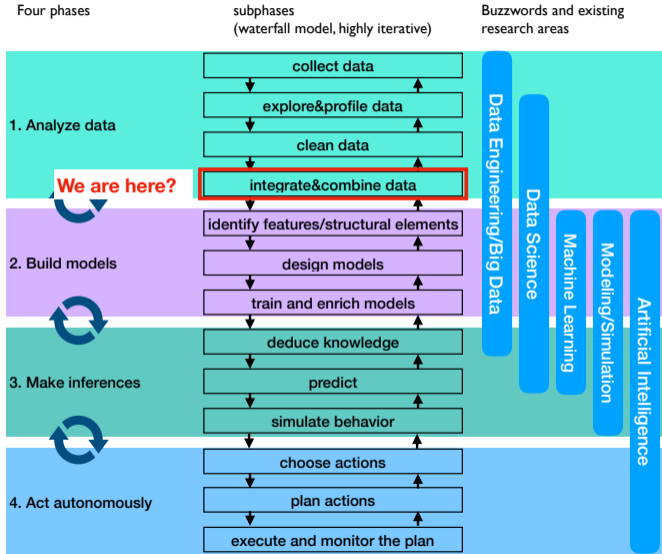 Four phases
subphases
(waterfall model, highly iterative)
Buzzwords and existing
research areas
1. Analyze data
collect data
explore&profile data
clean data
We are here?
integrate&combine data
2. Build models
identify features/structural elements
design models
train and enrich models
3. Make inferences
deduce knowledge
predict
simulate behavior
4. Act autonomously
choose actions
plan actions
execute and monitor the plan
Data Engineering/Big Data
Data Science
Machine Learning
Modeling/Simulation
Artificial Intelligence